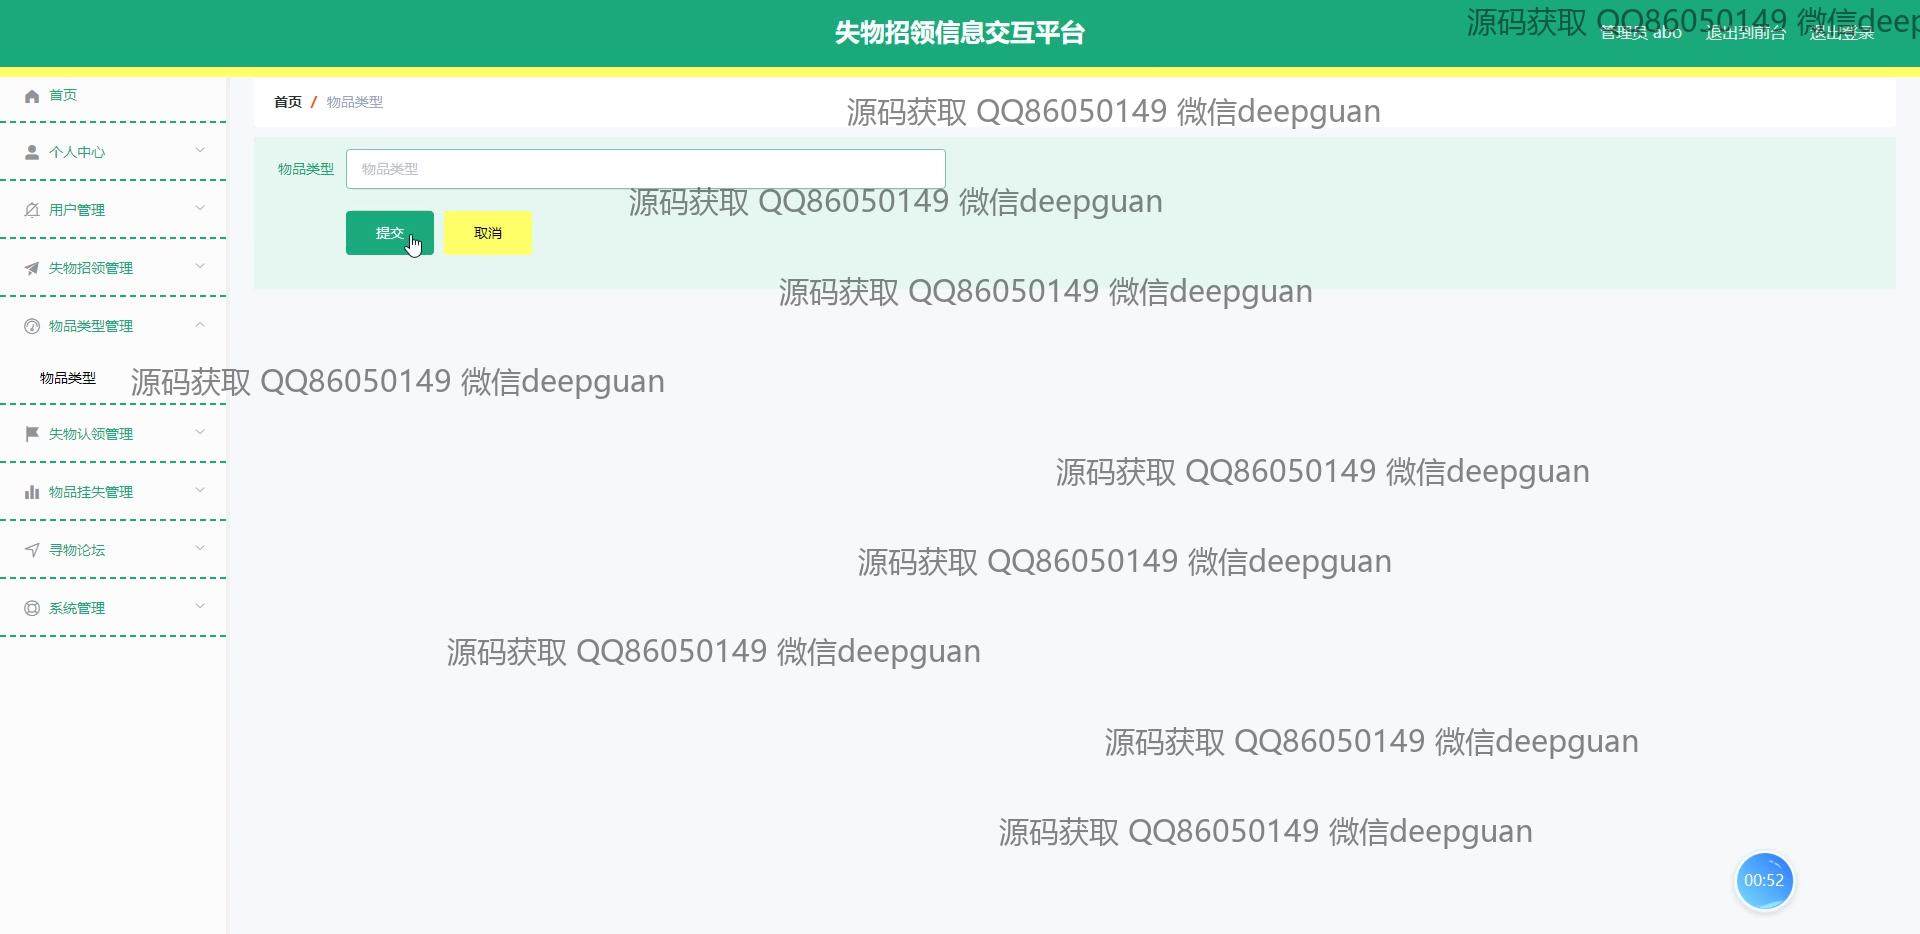 失物招领信息交互平台
源码获取 QQ86050149 微信deep
管理员 abo 退出到前台 退出登录
首页
个人中心
用户管理
失物招领管理
物品类型管理
物品类型
失物认领管理
物品挂失管理
寻物论坛
系统管理
首页 / 物品类型
源码获取 QQ86050149 微信deepguan
物品类型 物品类型
源码获取 QQ86050149 微信deepguan
提交 取消
源码获取 QQ86050149 微信deepguan
源码获取 QQ86050149 微信deepguan
源码获取 QQ86050149 微信deepguan
源码获取 QQ86050149 微信deepguan
源码获取 QQ86050149 微信deepguan
源码获取 QQ86050149 微信deepguan
源码获取 QQ86050149 微信deepguan
00:52